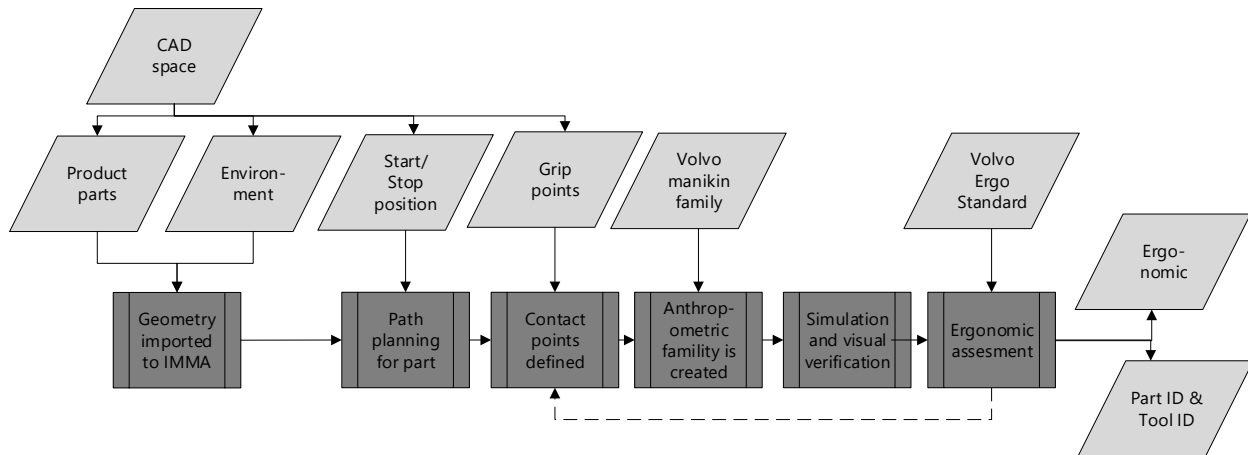 CAD
space
Product
parts
Environ-
ment
Start/
Stop
position
Grip
points
Volvo
manikin
family
Volvo
Ergo
Standard
Ergo-
nomic
Geometry
imported
to IMMA
Path
planning
for part
Contact
points
defined
Anthrop-
ometric
famility is
created
Simulation
and visual
verification
Ergonomic
assesment
Part ID &
Tool ID